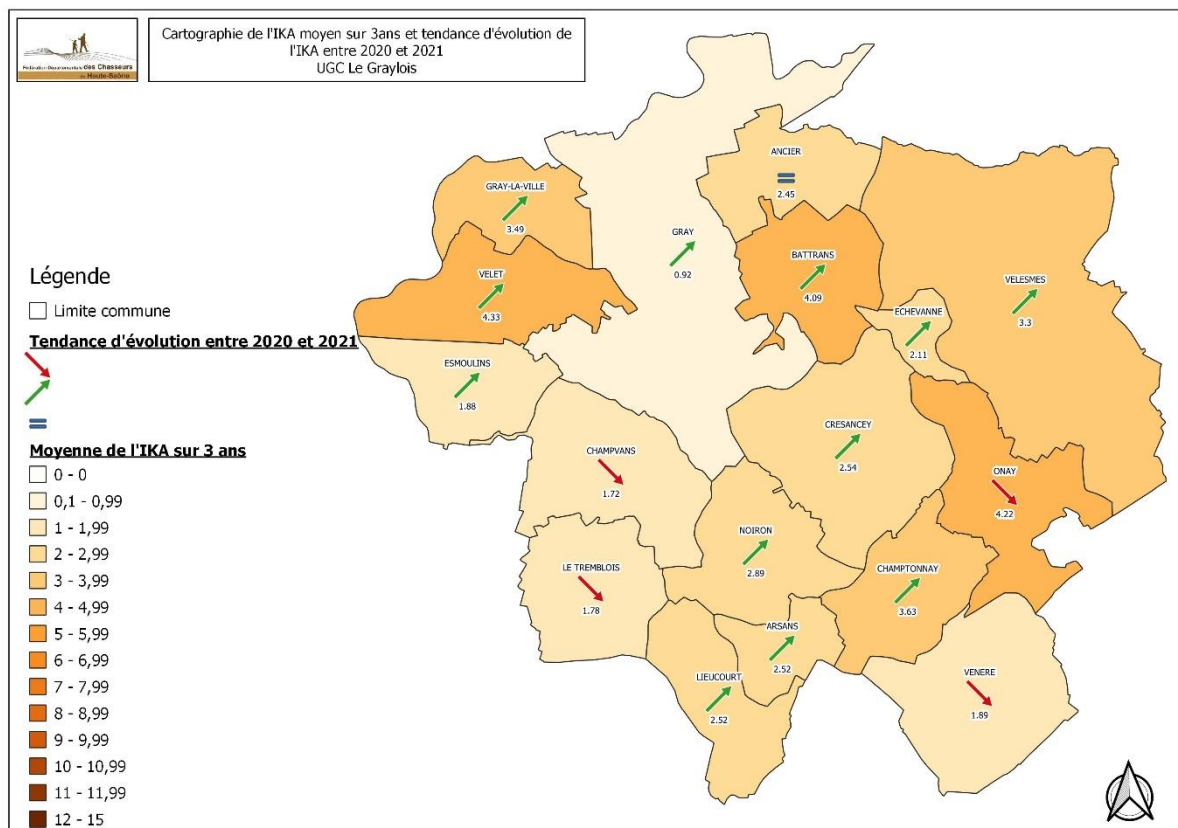 Fédération Départementale des Chasseurs
de Haute-Saône
Cartographie de l'IKA moyen sur 3ans et tendance d'évolution de
l'IKA entre 2020 et 2021
UGC Le Graylois
ANCIER
2.45
GRAY-LA-VILLE
3.49
GRAY
0.92
BATTRANS
4.09
VELET
4.33
VELESMES
3.3
ECHEVANNE
2.11
ESMOULINS
1.88
CRESANCEY
2.54
CHAMPVANS
1.72
ONAY
4.22
NOIRON
2.89
LE TREMBLOIS
1.78
CHAMPTONNAY
3.63
ARSANS
2.52
LIEUCOURT
2.52
VENERE
1.89
Légende
Limite commune
Tendance d'évolution entre 2020 et 2021
Moyenne de l'IKA sur 3 ans
0 - 0
0,1 - 0,99
1 - 1,99
2 - 2,99
3 - 3,99
4 - 4,99
5 - 5,99
6 - 6,99
7 - 7,99
8 - 8,99
9 - 9,99
10 - 10,99
11 - 11,99
12 - 15